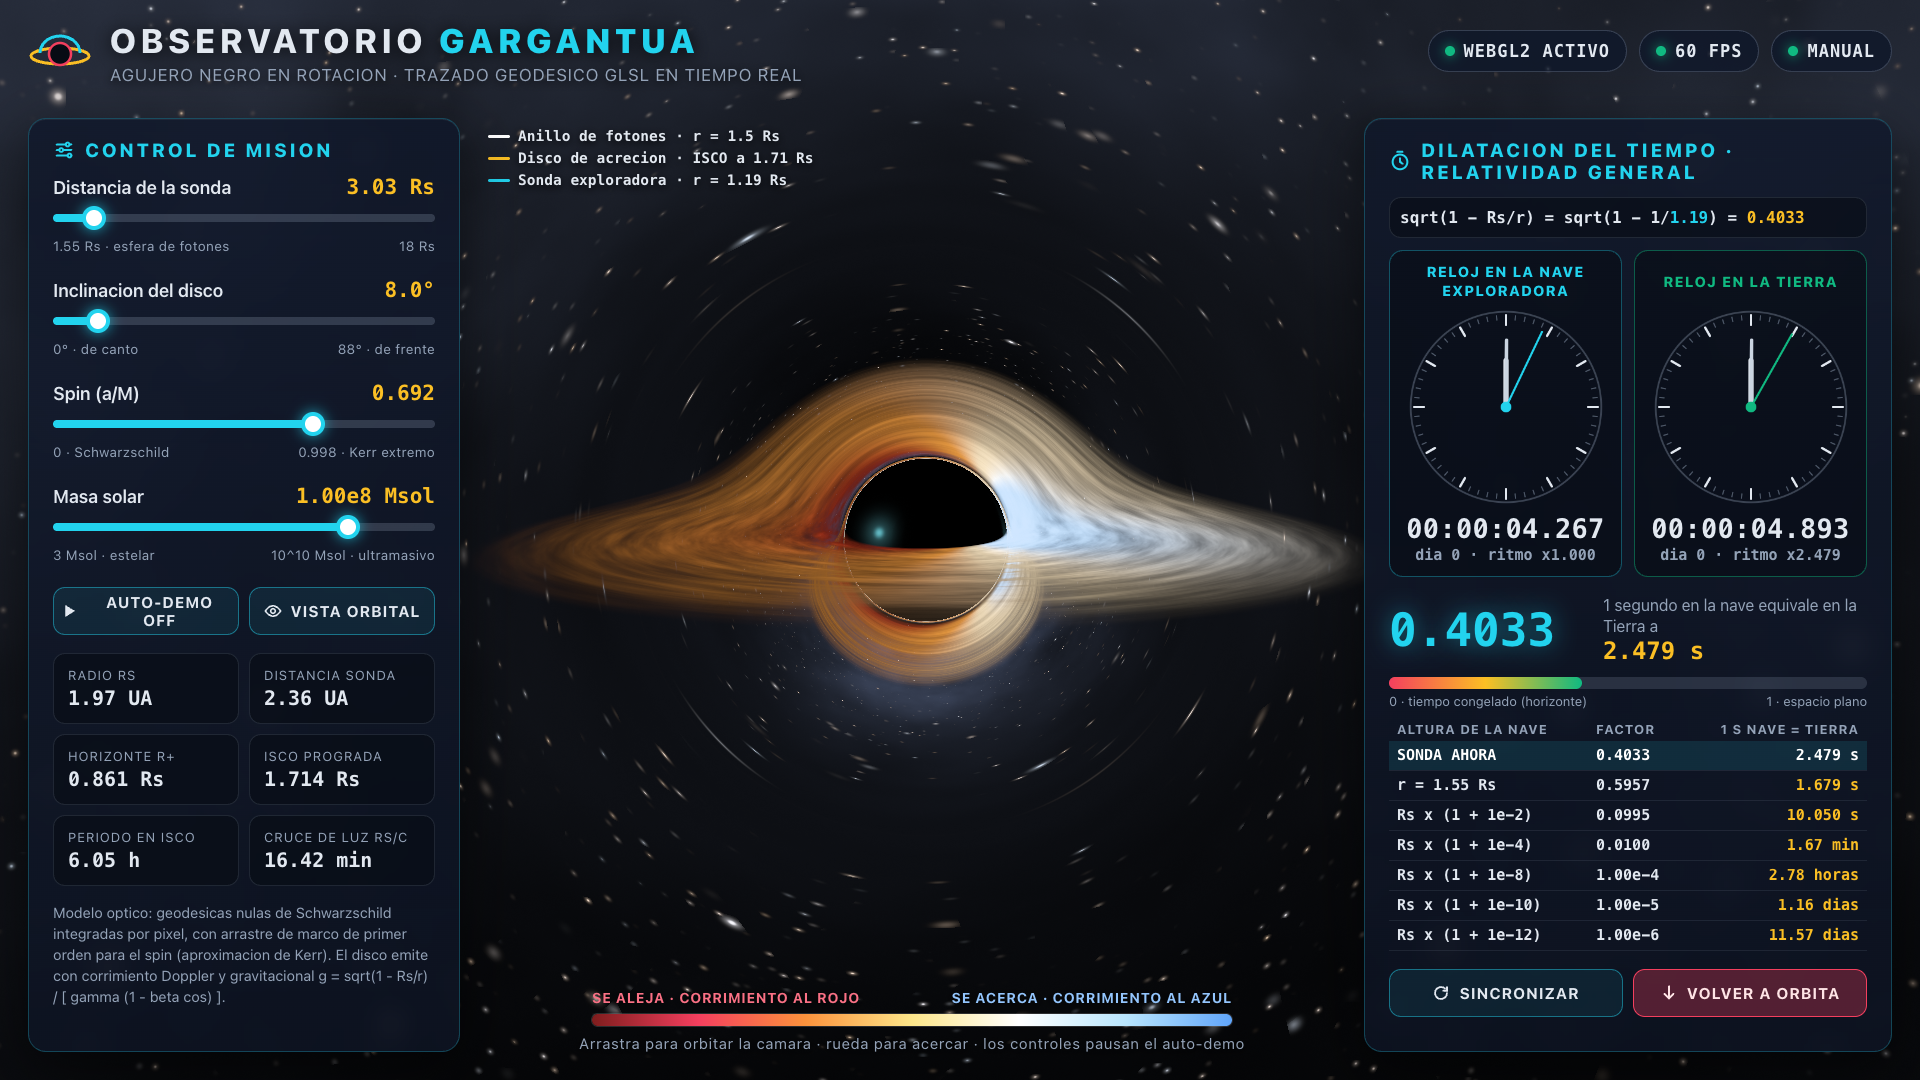 OBSERVATORIO GARGANTUA
AGUJERO NEGRO EN ROTACION · TRAZADO GEODESICO GLSL EN TIEMPO REAL
WEBGL2 ACTIVO
60 FPS
MANUAL
CONTROL DE MISION
Distancia de la sonda 3.03 Rs
1.55 Rs · esfera de fotones 18 Rs
Inclinacion del disco 8.0°
0° · de canto 88° · de frente
Spin (a/M) 0.692
0 · Schwarzschild 0.998 · Kerr extremo
Masa solar 1.00e8 Msol
3 Msol · estelar 10^10 Msol · ultramasivo
AUTO-DEMO
OFF
VISTA ORBITAL
RADIO RS
1.97 UA
DISTANCIA SONDA
2.36 UA
HORIZONTE R+
0.861 Rs
ISCO PROGRADA
1.714 Rs
PERIODO EN ISCO
6.05 h
CRUCE DE LUZ RS/C
16.42 min
Modelo optico: geodesicas nulas de Schwarzschild
integradas por pixel, con arrastre de marco de primer
orden para el spin (aproximacion de Kerr). El disco emite
con corrimiento Doppler y gravitacional g = sqrt(1 - Rs/r)
/ [ gamma (1 - beta cos) ].
Anillo de fotones · r = 1.5 Rs
Disco de acrecion · ISCO a 1.71 Rs
Sonda exploradora · r = 1.19 Rs
SE ALEJA · CORRIMIENTO AL ROJO SE ACERCA · CORRIMIENTO AL AZUL
Arrastra para orbitar la camara · rueda para acercar · los controles pausan el auto-demo
DILATACION DEL TIEMPO ·
RELATIVIDAD GENERAL
sqrt(1 − Rs/r) = sqrt(1 − 1/1.19) = 0.4033
RELOJ EN LA NAVE
EXPLORADORA
00:00:04.267
dia 0 · ritmo x1.000
RELOJ EN LA TIERRA
00:00:04.893
dia 0 · ritmo x2.479
0.4033
1 segundo en la nave equivale en la
Tierra a
2.479 s
0 · tiempo congelado (horizonte) 1 · espacio plano
ALTURA DE LA NAVE FACTOR 1 S NAVE = TIERRA
SONDA AHORA 0.4033 2.479 s
r = 1.55 Rs 0.5957 1.679 s
Rs x (1 + 1e−2) 0.0995 10.050 s
Rs x (1 + 1e−4) 0.0100 1.67 min
Rs x (1 + 1e−8) 1.00e−4 2.78 horas
Rs x (1 + 1e−10) 1.00e−5 1.16 dias
Rs x (1 + 1e−12) 1.00e−6 11.57 dias
SINCRONIZAR
VOLVER A ORBITA